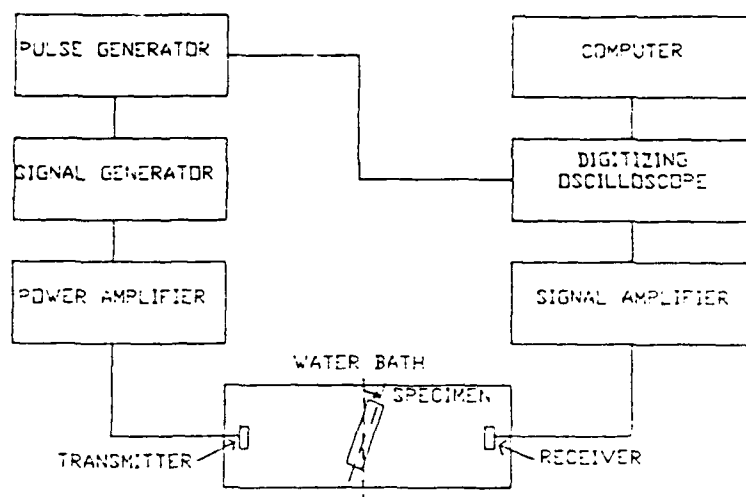 PULSE GENERATOR
COMPUTER
SIGNAL GENERATOR
DIGITIZING
OSCILLOSCOPE
POWER AMPLIFIER
SIGNAL AMPLIFIER
WATER BATH
SPECIMEN
TRANSMITTER
RECEIVER